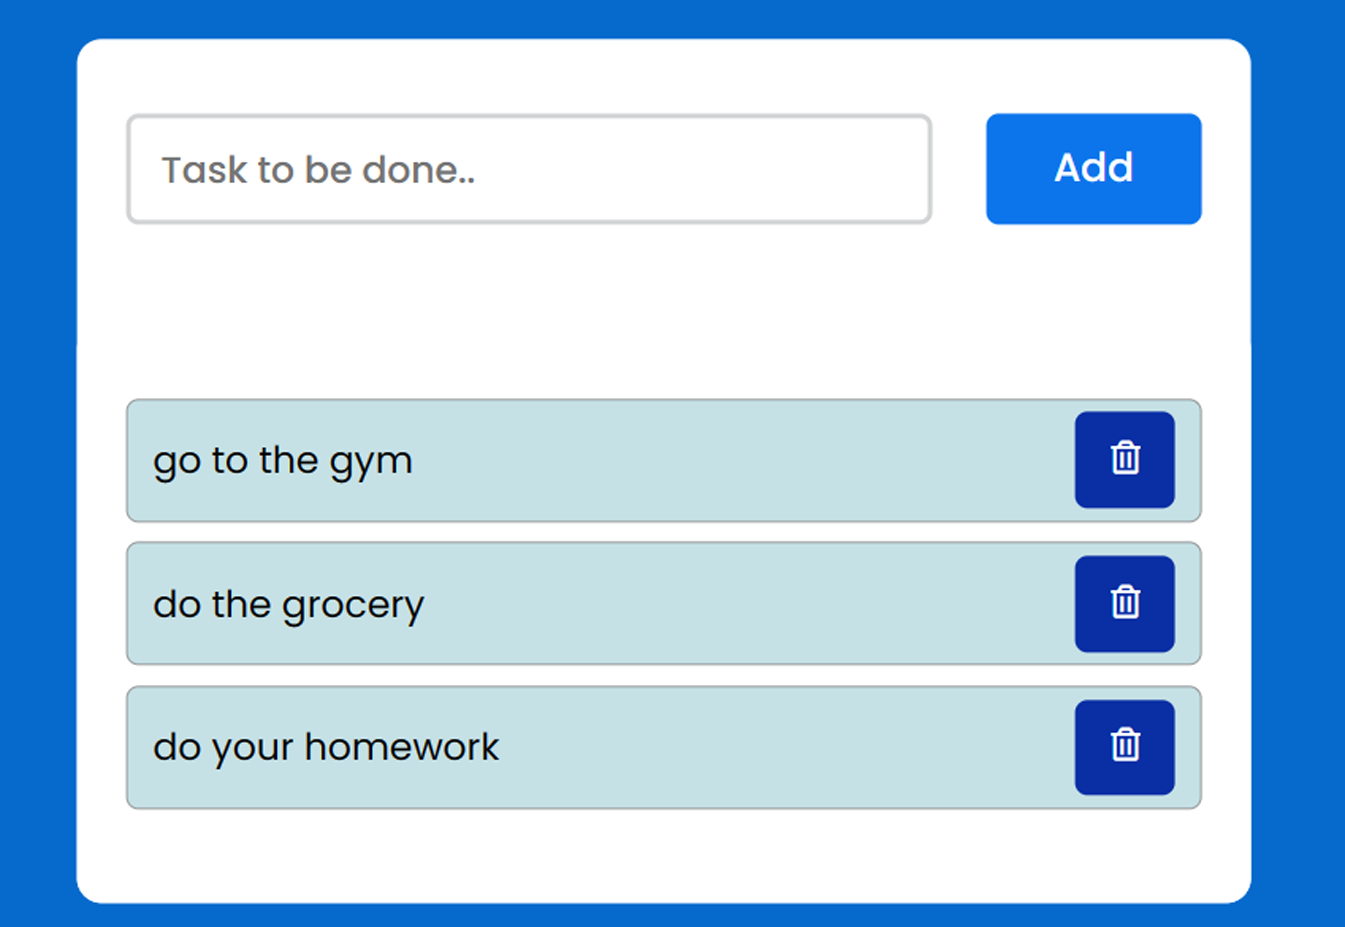 Task to be done..
Add
go to the gym
do the grocery
do your homework